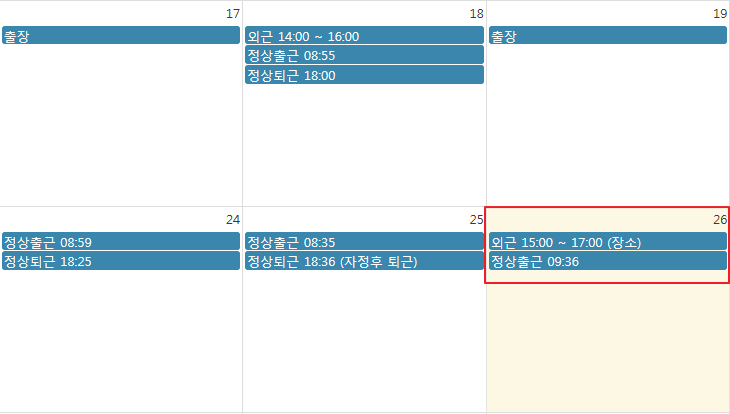 17
18
19
출장
외근 14:00 ~ 16:00
정상출근 08:55
정상퇴근 18:00
출장
24
25
26
정상출근 08:59
정상퇴근 18:25
정상출근 08:35
정상퇴근 18:36 (자정후 퇴근)
외근 15:00 ~ 17:00 (장소)
정상출근 09:36